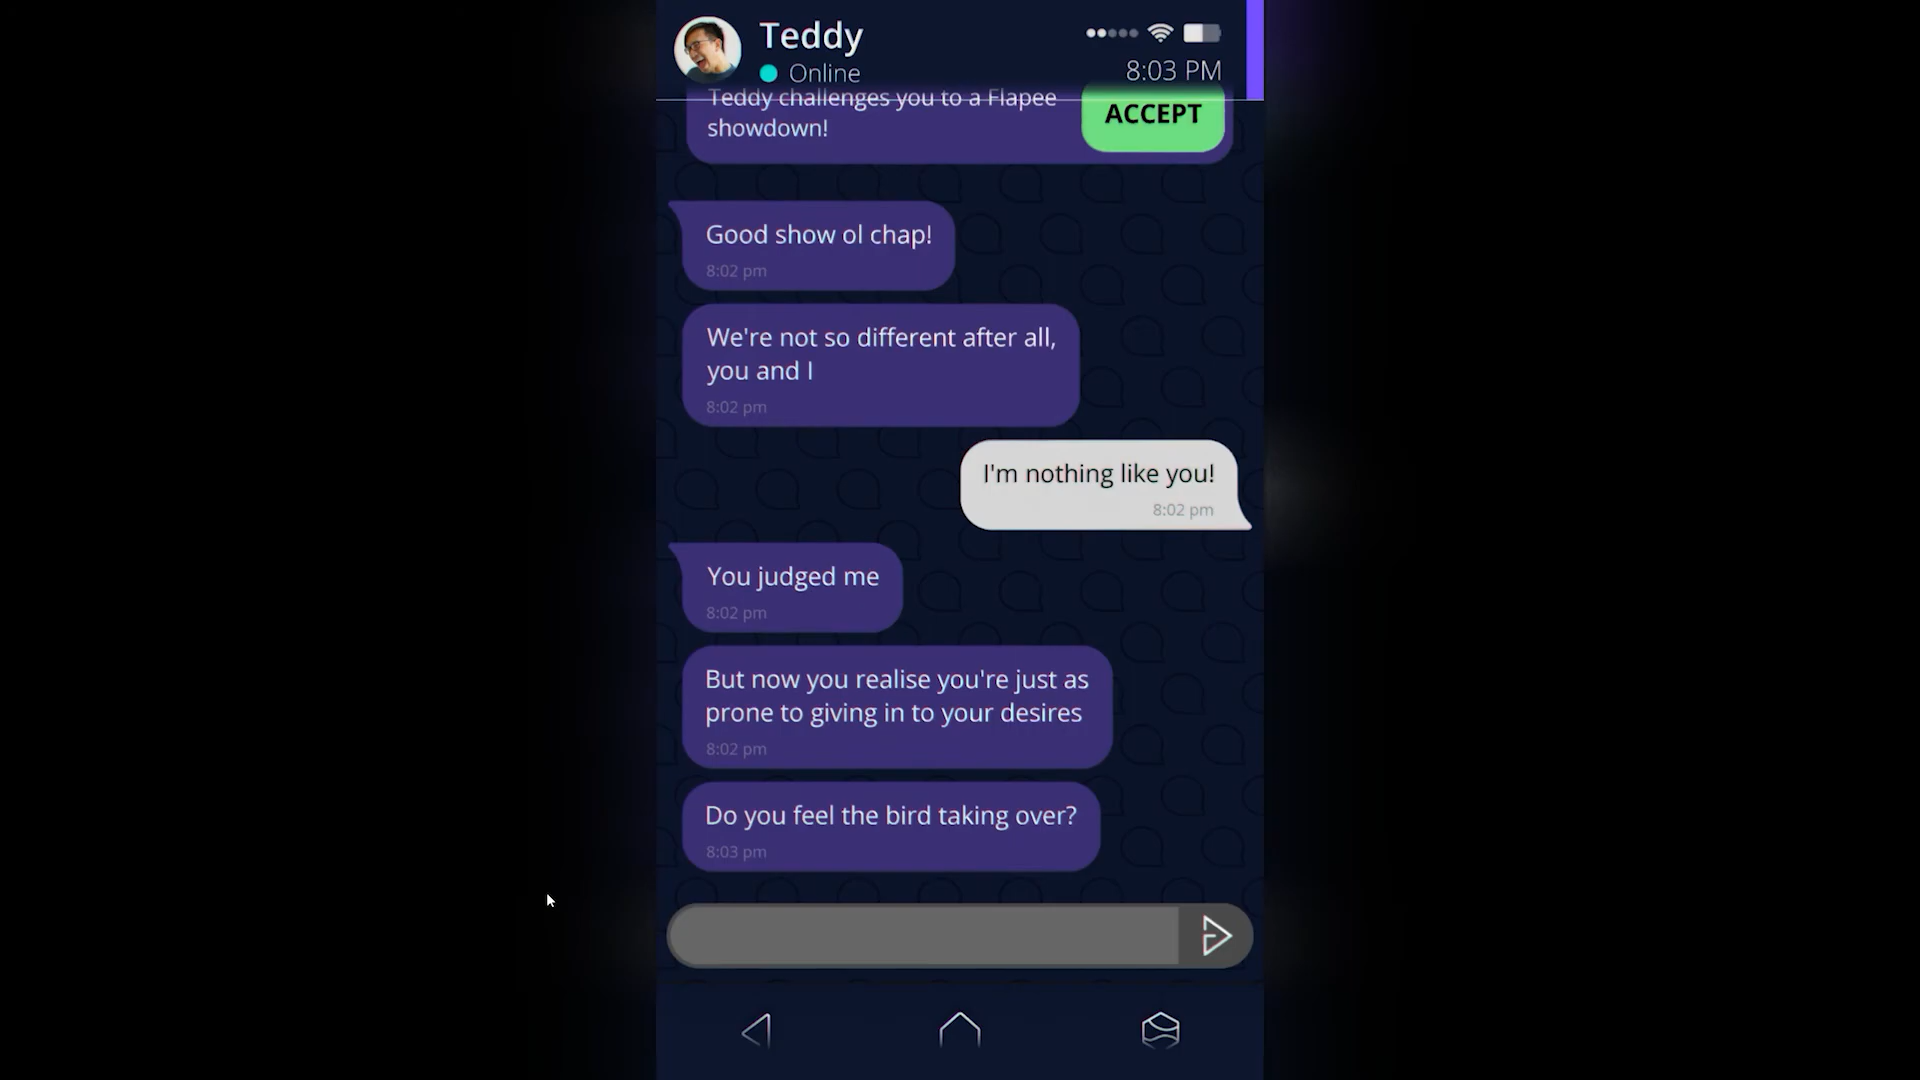 Teddy
Online
8:03 PM
Teddy challenges you to a Flapee
showdown!
ACCEPT
Good show ol chap!
8:02 pm
We're not so different after all,
you and I
8:02 pm
I'm nothing like you!
8:02 pm
You judged me
8:02 pm
But now you realise you're just as
prone to giving in to your desires
8:02 pm
Do you feel the bird taking over?
8:03 pm